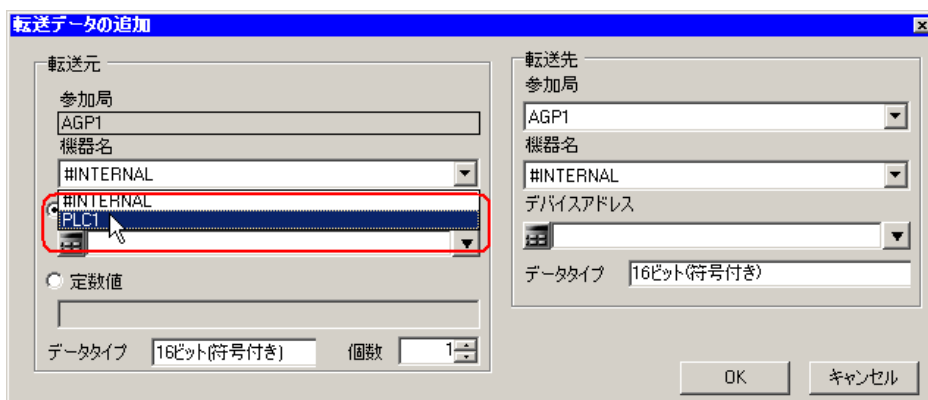 転送データの追加
転送元
参加局
AGP1
機器名
#INTERNAL
#INTERNAL
PLC1
定数値
データタイプ 16ビット(符号付き) 個数 1
転送先
参加局
AGP1
機器名
#INTERNAL
デバイスアドレス
データタイプ 16ビット(符号付き)
OK キャンセル